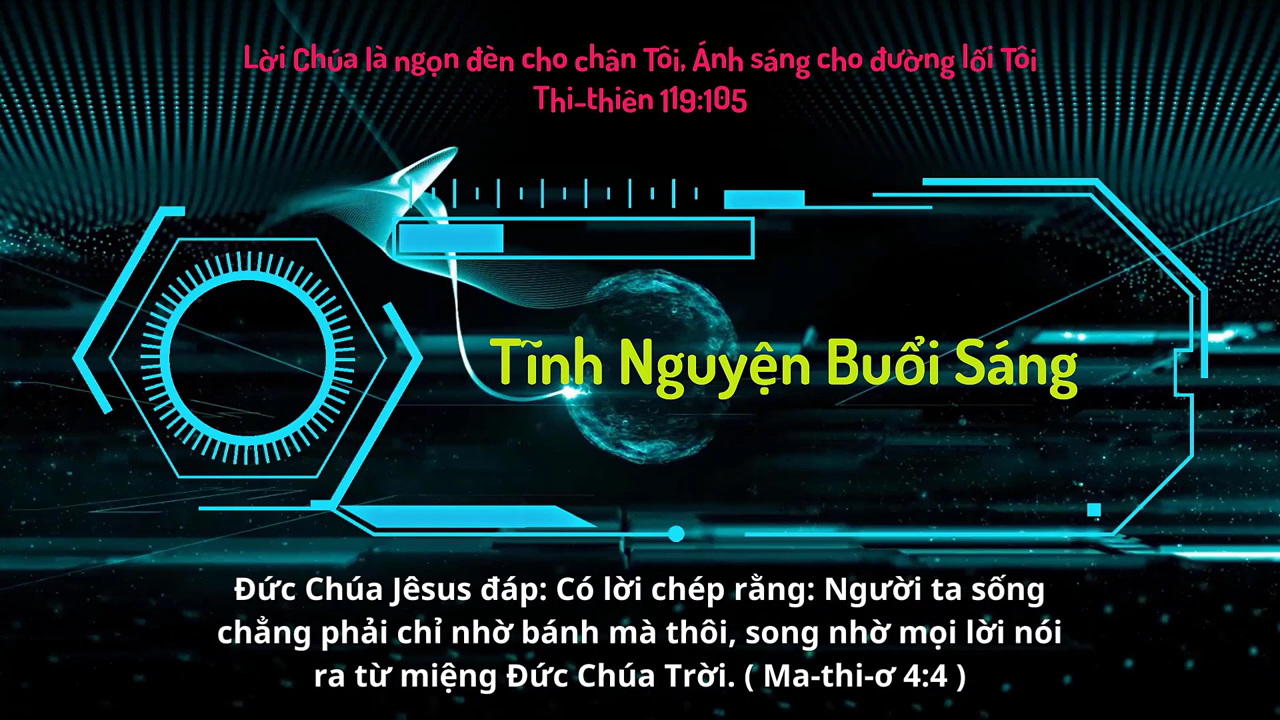 Lời Chúa là ngọn đèn cho chân Tôi, Ánh sáng cho đường lối Tôi
Thi-thiên 119:105
Tĩnh Nguyện Buổi Sáng
Đức Chúa Jêsus đáp: Có lời chép rằng: Người ta sống
chẳng phải chỉ nhờ bánh mà thôi, song nhờ mọi lời nói
ra từ miệng Đức Chúa Trời. ( Ma-thi-ơ 4:4 )